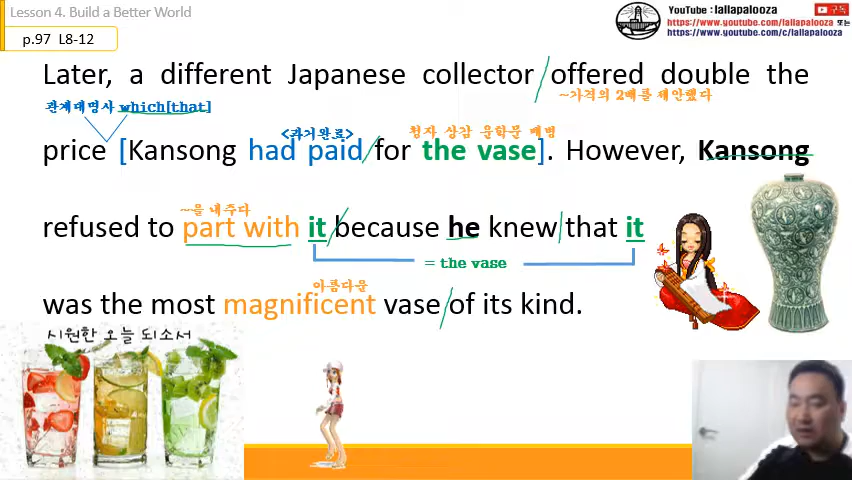 Lesson 4. Build a Better World
p.97 L8-12
YouTube : lallapalooza
구독
https://www.youtube.com/lallapalooza 또는
https://www.youtube.com/c/lallapalooza
Later, a different Japanese collector / offered double the
관계대명사 which[that]
~가격의 2배를 제안했다
<과거완료>
청자 상감 운학문 매병
price [Kansong had paid / for the vase]. However, Kansong
~을 내주다
refused to part with it / because he knew / that it
= the vase
아름다운
was the most magnificent vase / of its kind.
시원한 오늘 되소서